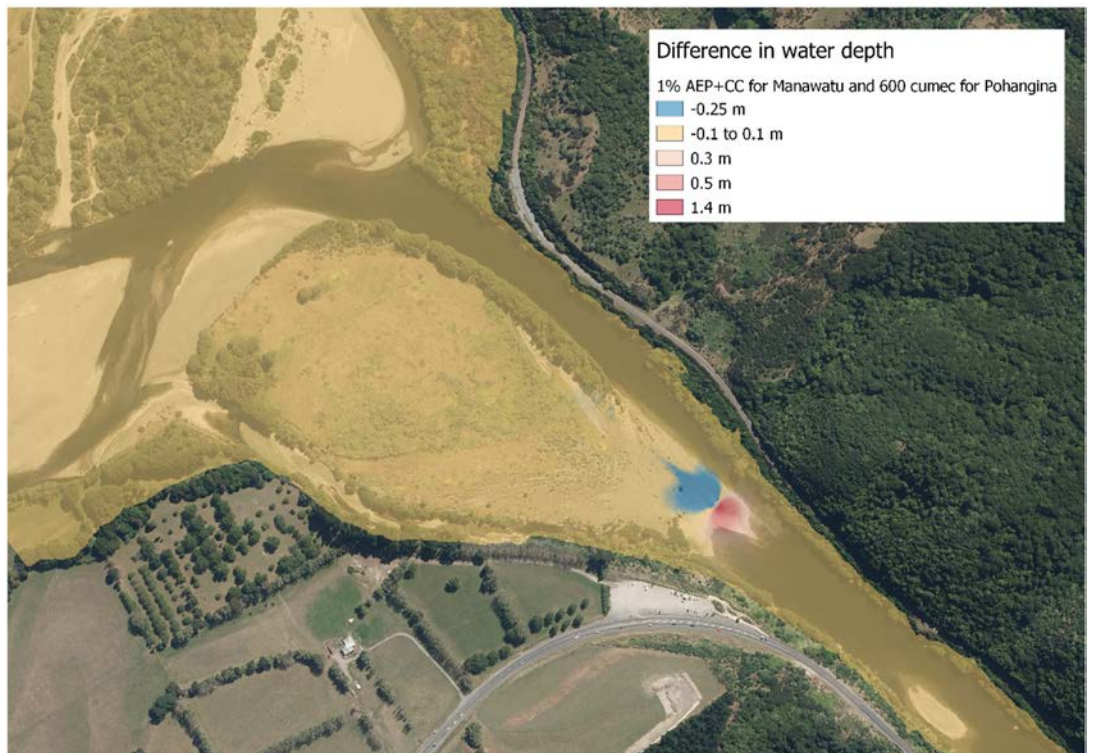 Difference in water depth
1% AEP+CC for Manawatu and 600 cumec for Pohangina
-0.25 m
-0.1 to 0.1 m
0.3 m
0.5 m
1.4 m